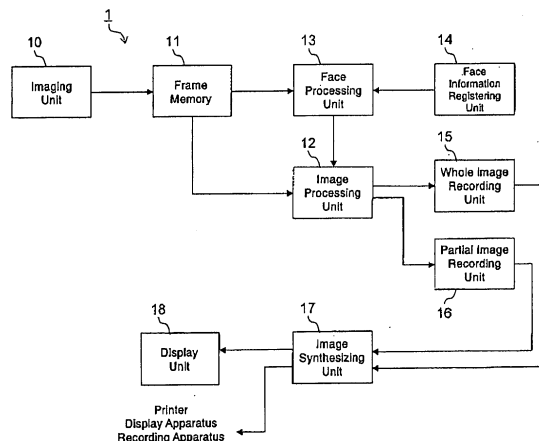 1
10
11
13
14
Imaging
Unit
Frame
Memory
Face
Processing
Unit
Face
Information
Registering
Unit
12
15
Image
Processing
Unit
Whole Image
Recording
Unit
Partial Image
Recording
Unit
16
18
17
Display
Unit
Image
Synthesizing
Unit
Printer
Display Apparatus
Recording Apparatus